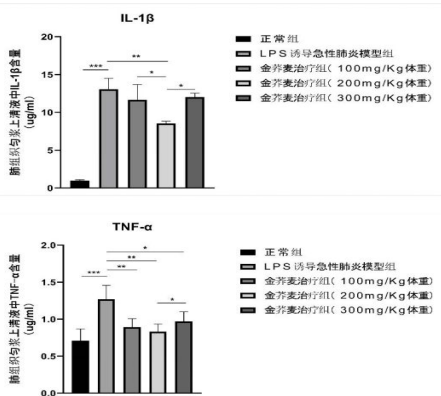 IL-1β
肺组织匀浆上清液中IL-1β含量
(ug/ml)
20
15
10
5
0
***
**
*
*
正常组
LPS 诱导急性肺炎模型组
金荞麦治疗组( 100mg/Kg体重)
金荞麦治疗组( 200mg/Kg体重)
金荞麦治疗组( 300mg/Kg体重)
TNF-α
肺组织匀浆上清液中TNF-α含量
(ug/ml)
2.0
1.5
1.0
0.5
0.0
*
**
***
**
*
正常组
LPS 诱导急性肺炎模型组
金荞麦治疗组( 100mg/Kg体重)
金荞麦治疗组( 200mg/Kg体重)
金荞麦治疗组( 300mg/Kg体重)